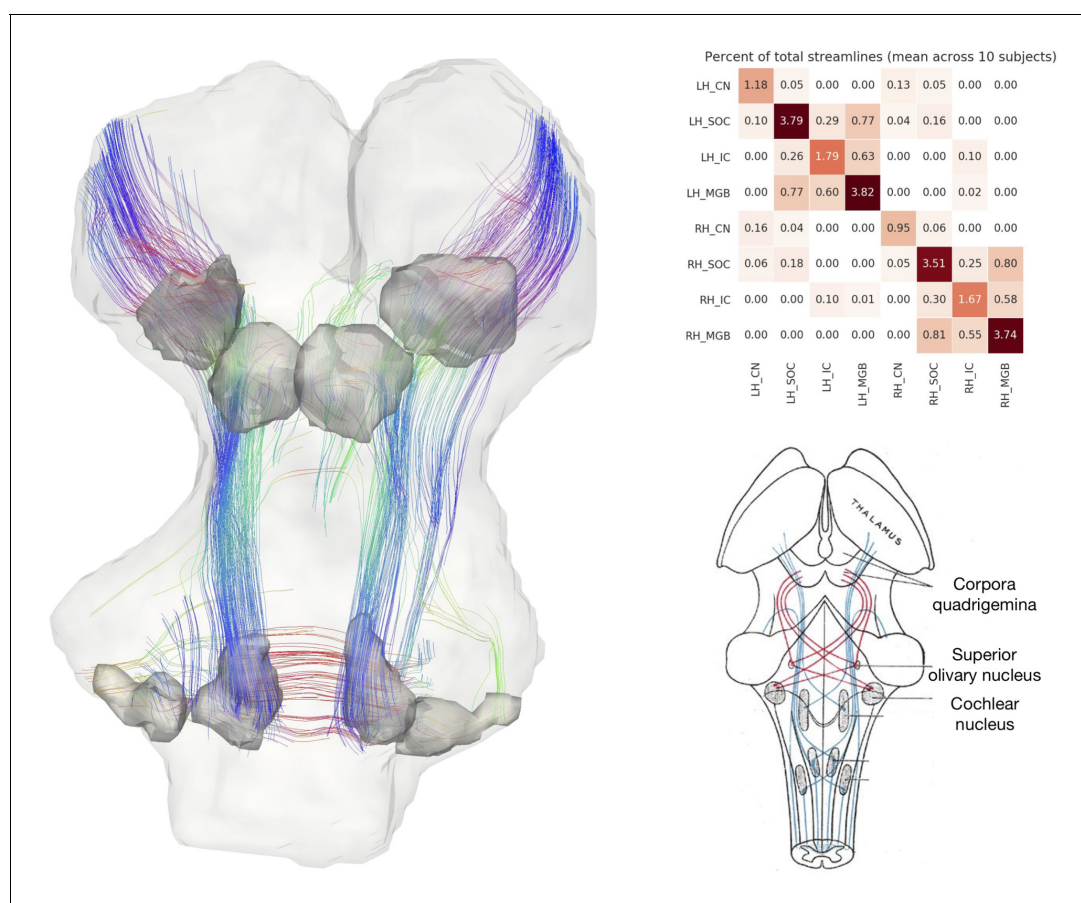 Percent of total streamlines (mean across 10 subjects)
LH_CN 1.18 0.05 0.00 0.00 0.13 0.05 0.00 0.00
LH_SOC 0.10 3.79 0.29 0.77 0.04 0.16 0.00 0.00
LH_IC 0.00 0.26 1.79 0.63 0.00 0.00 0.10 0.00
LH_MGB 0.00 0.77 0.60 3.82 0.00 0.00 0.02 0.00
RH_CN 0.16 0.04 0.00 0.00 0.95 0.06 0.00 0.00
RH_SOC 0.06 0.18 0.00 0.00 0.05 3.51 0.25 0.80
RH_IC 0.00 0.00 0.10 0.01 0.00 0.30 1.67 0.58
RH_MGB 0.00 0.00 0.00 0.00 0.00 0.81 0.55 3.74
LH_CN LH_SOC LH_IC LH_MGB RH_CN RH_SOC RH_IC RH_MGB
THALAMUS
Corpora
quadrigemina
Superior
olivary nucleus
Cochlear
nucleus